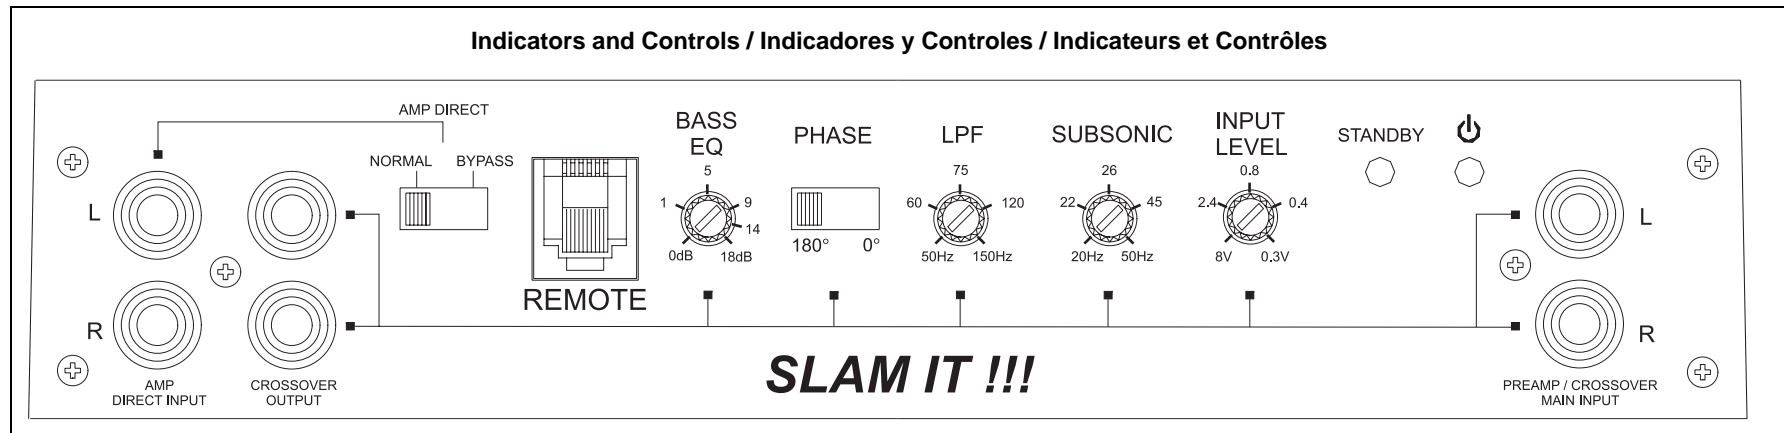 Indicators and Controls / Indicadores y Controles / Indicateurs et Contrôles
AMP DIRECT
NORMAL BYPASS
L
R
AMP
DIRECT INPUT
CROSSOVER
OUTPUT
REMOTE
BASS
EQ
5
1 9
14
0dB 18dB
PHASE
180° 0°
LPF
75
60 120
50Hz 150Hz
SUBSONIC
26
22 45
20Hz 50Hz
INPUT
LEVEL
0.8
2.4 0.4
8V 0.3V
STANDBY
L
R
PREAMP / CROSSOVER
MAIN INPUT
SLAM IT !!!